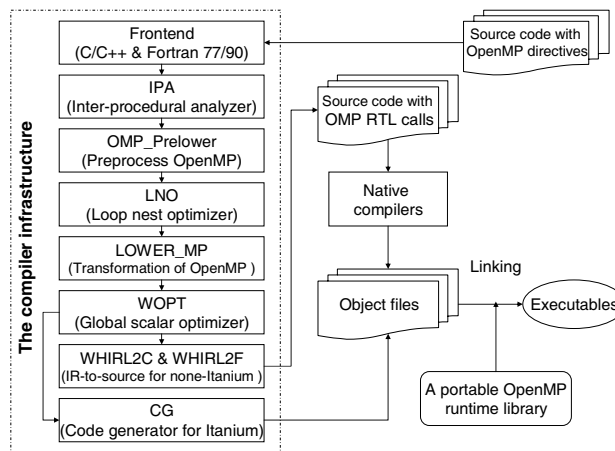 The compiler infrastructure
Frontend
(C/C++ & Fortran 77/90)
IPA
(Inter-procedural analyzer)
OMP_Prelower
(Preprocess OpenMP)
LNO
(Loop nest optimizer)
LOWER_MP
(Transformation of OpenMP )
WOPT
(Global scalar optimizer)
WHIRL2C & WHIRL2F
(IR-to-source for none-Itanium )
CG
(Code generator for Itanium)
Source code with
OpenMP directives
Source code with
OMP RTL calls
Native
compilers
Object files
Linking
Executables
A portable OpenMP
runtime library